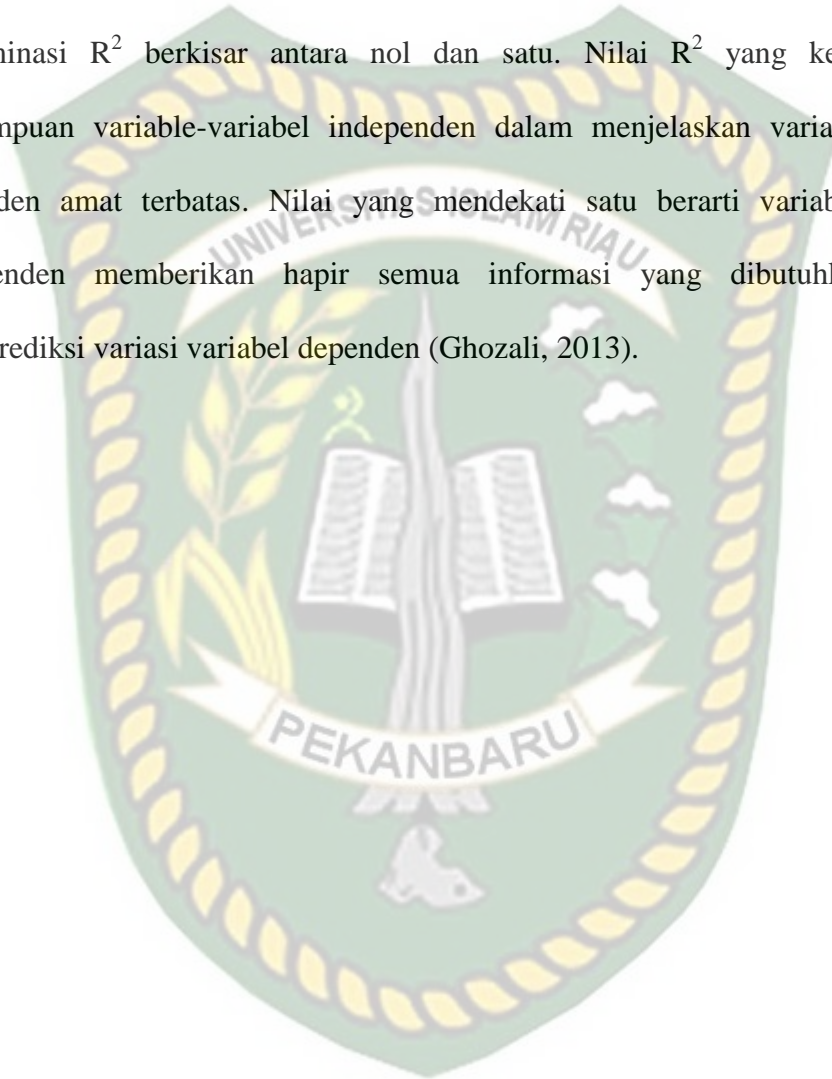 minasi R² berkisar antara nol dan satu. Nilai R² yang ke
mpuan variable-variabel independen dalam menjelaskan varia
den amat terbatas. Nilai yang mendekati satu berarti variab
enden memberikan hapir semua informasi yang dibutuhk
rediksi variasi variabel dependen (Ghozali, 2013).
UNIVERSITAS ISLAM RIAU
PEKANBARU